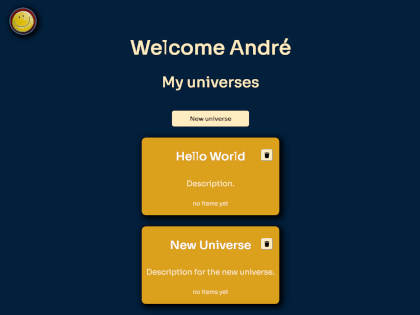 Welcome André
My universes
New universe
Hello World
Description.
no items yet
New Universe
Description for the new universe.
no items yet